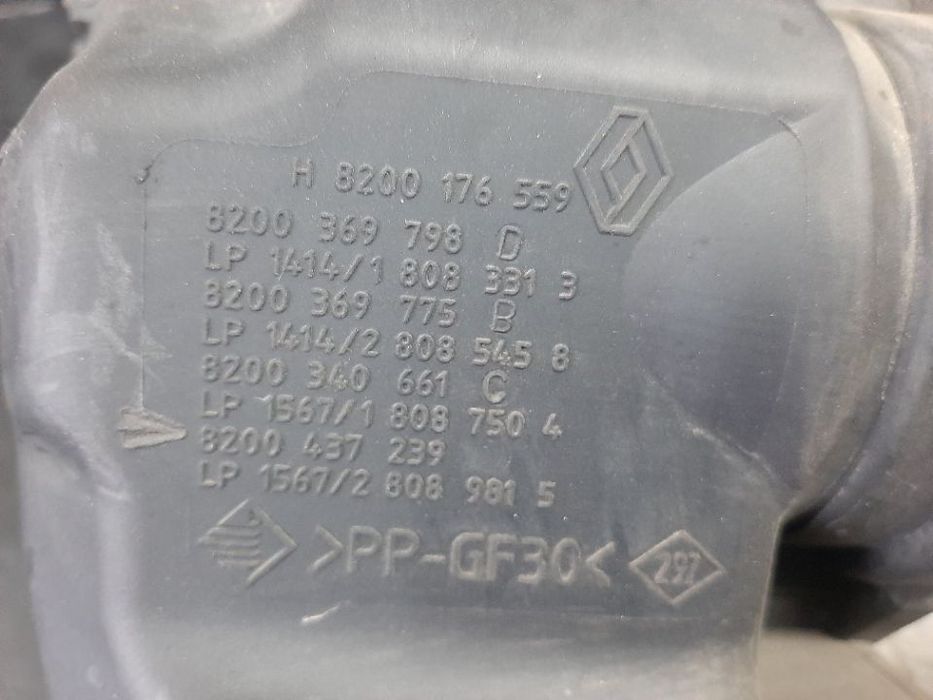 H 8200 176 559
8200 369 798 D
LP 1414/1 808 331 3
8200 369 775 B
LP 1414/2 808 545 8
8200 340 661 C
LP 1567/1 808 750 4
8200 437 239
LP 1567/2 808 981 5
>PP-GF30< 297